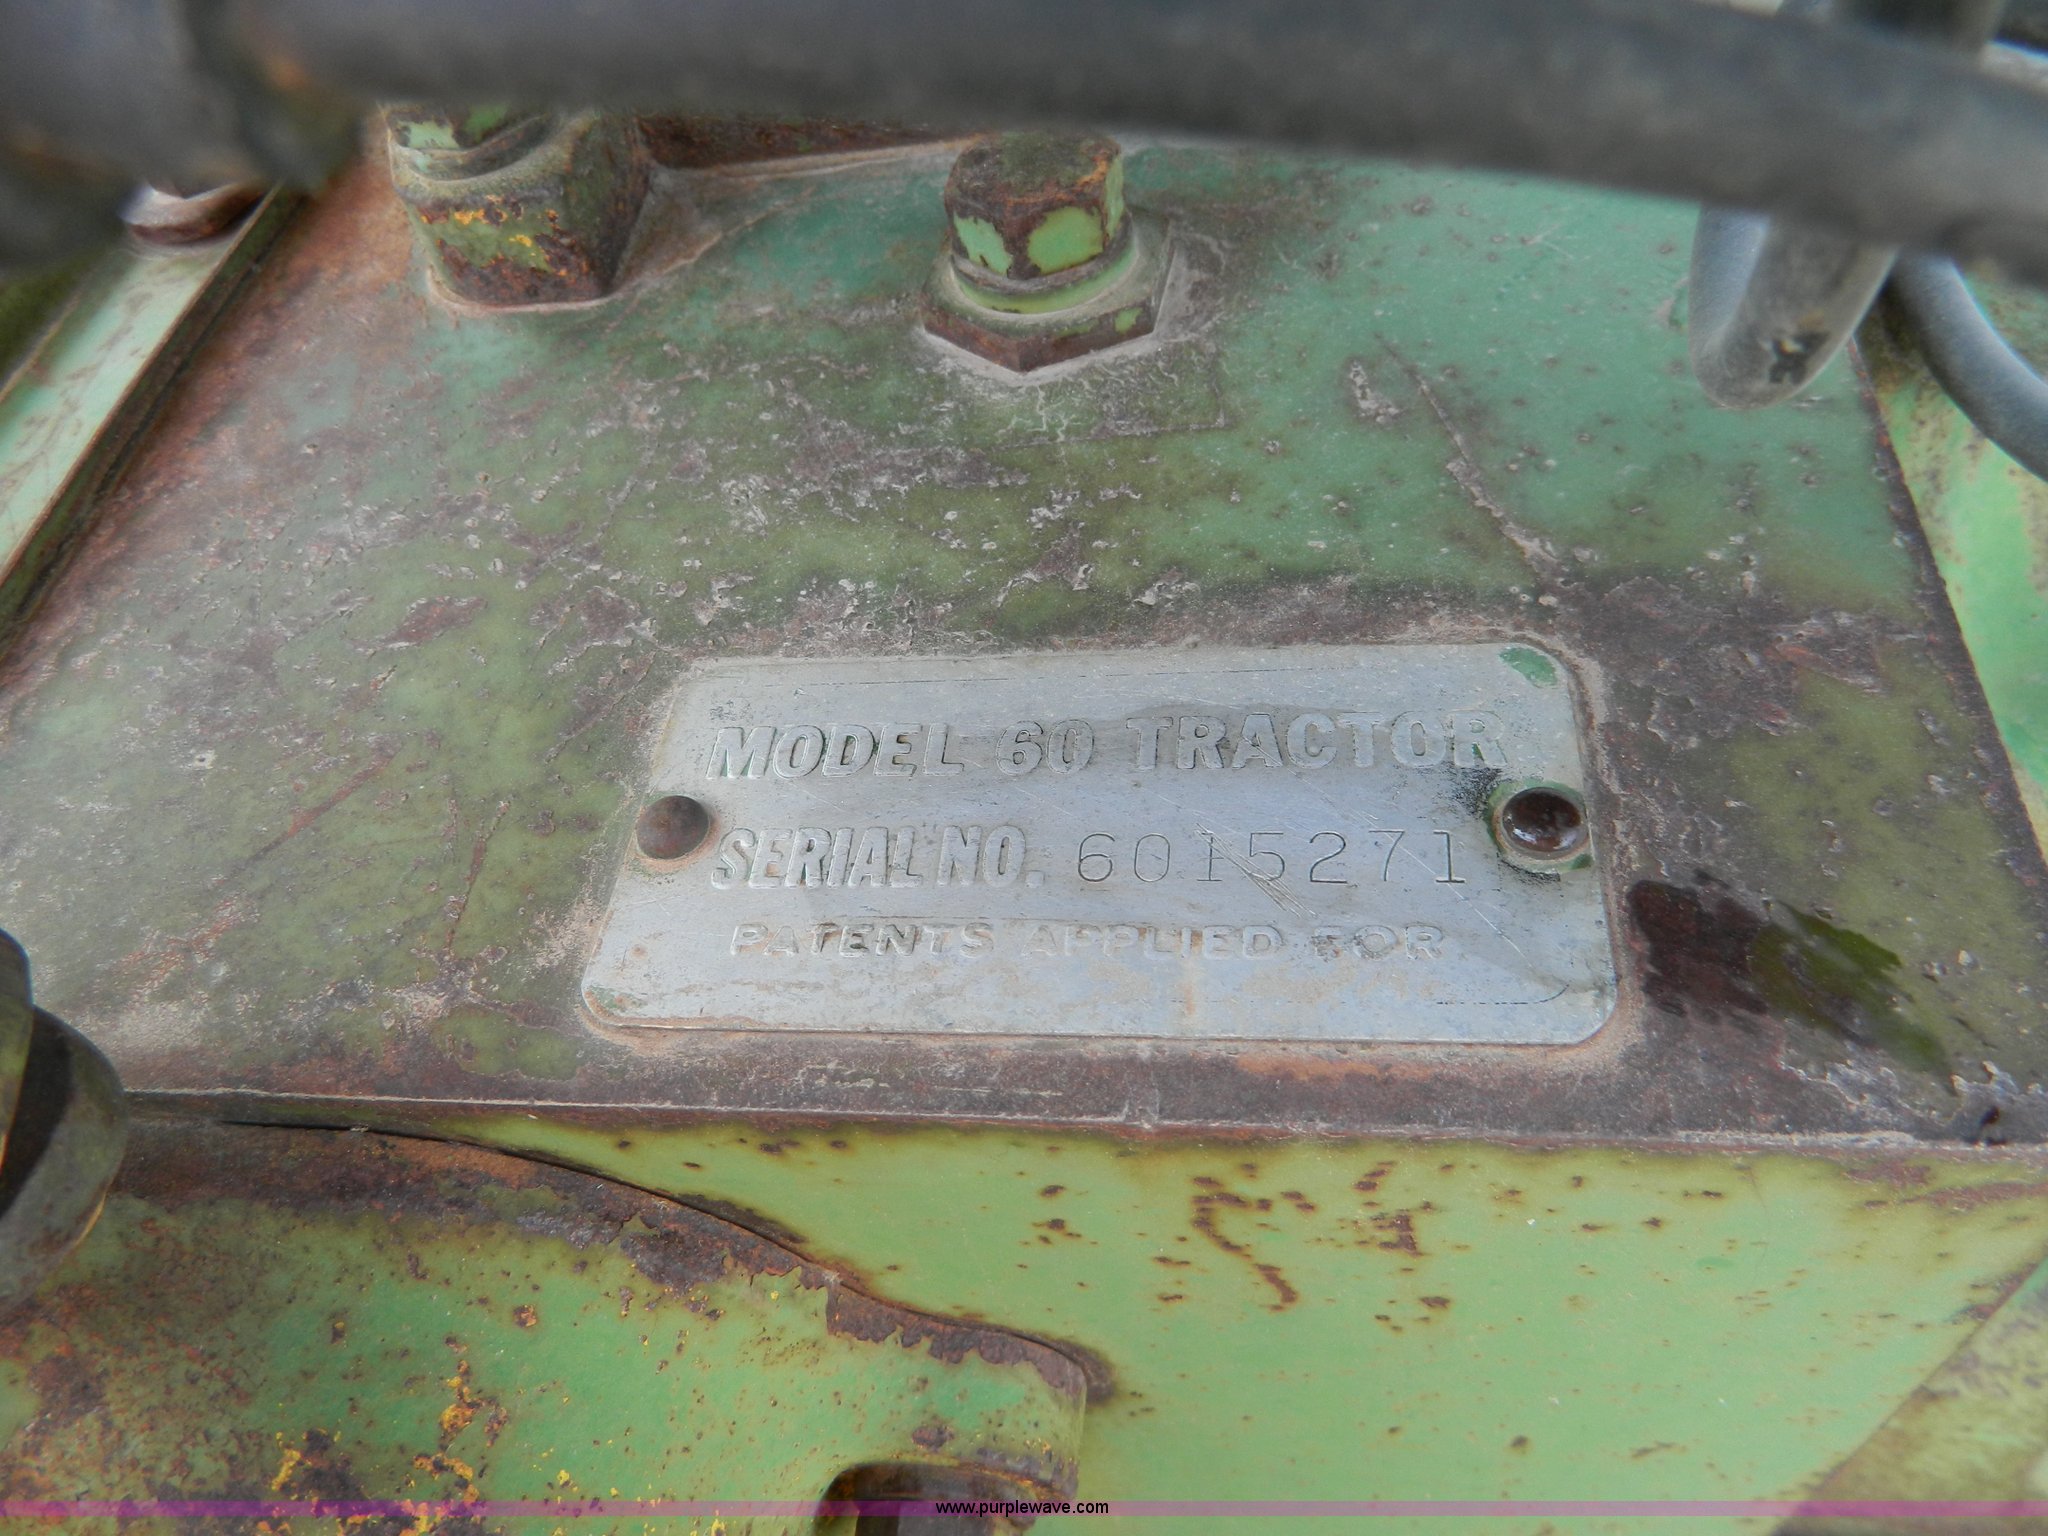 MODEL 60 TRACTOR
SERIAL NO. 6015271
PATENTS APPLIED FOR
www.purplewave.com